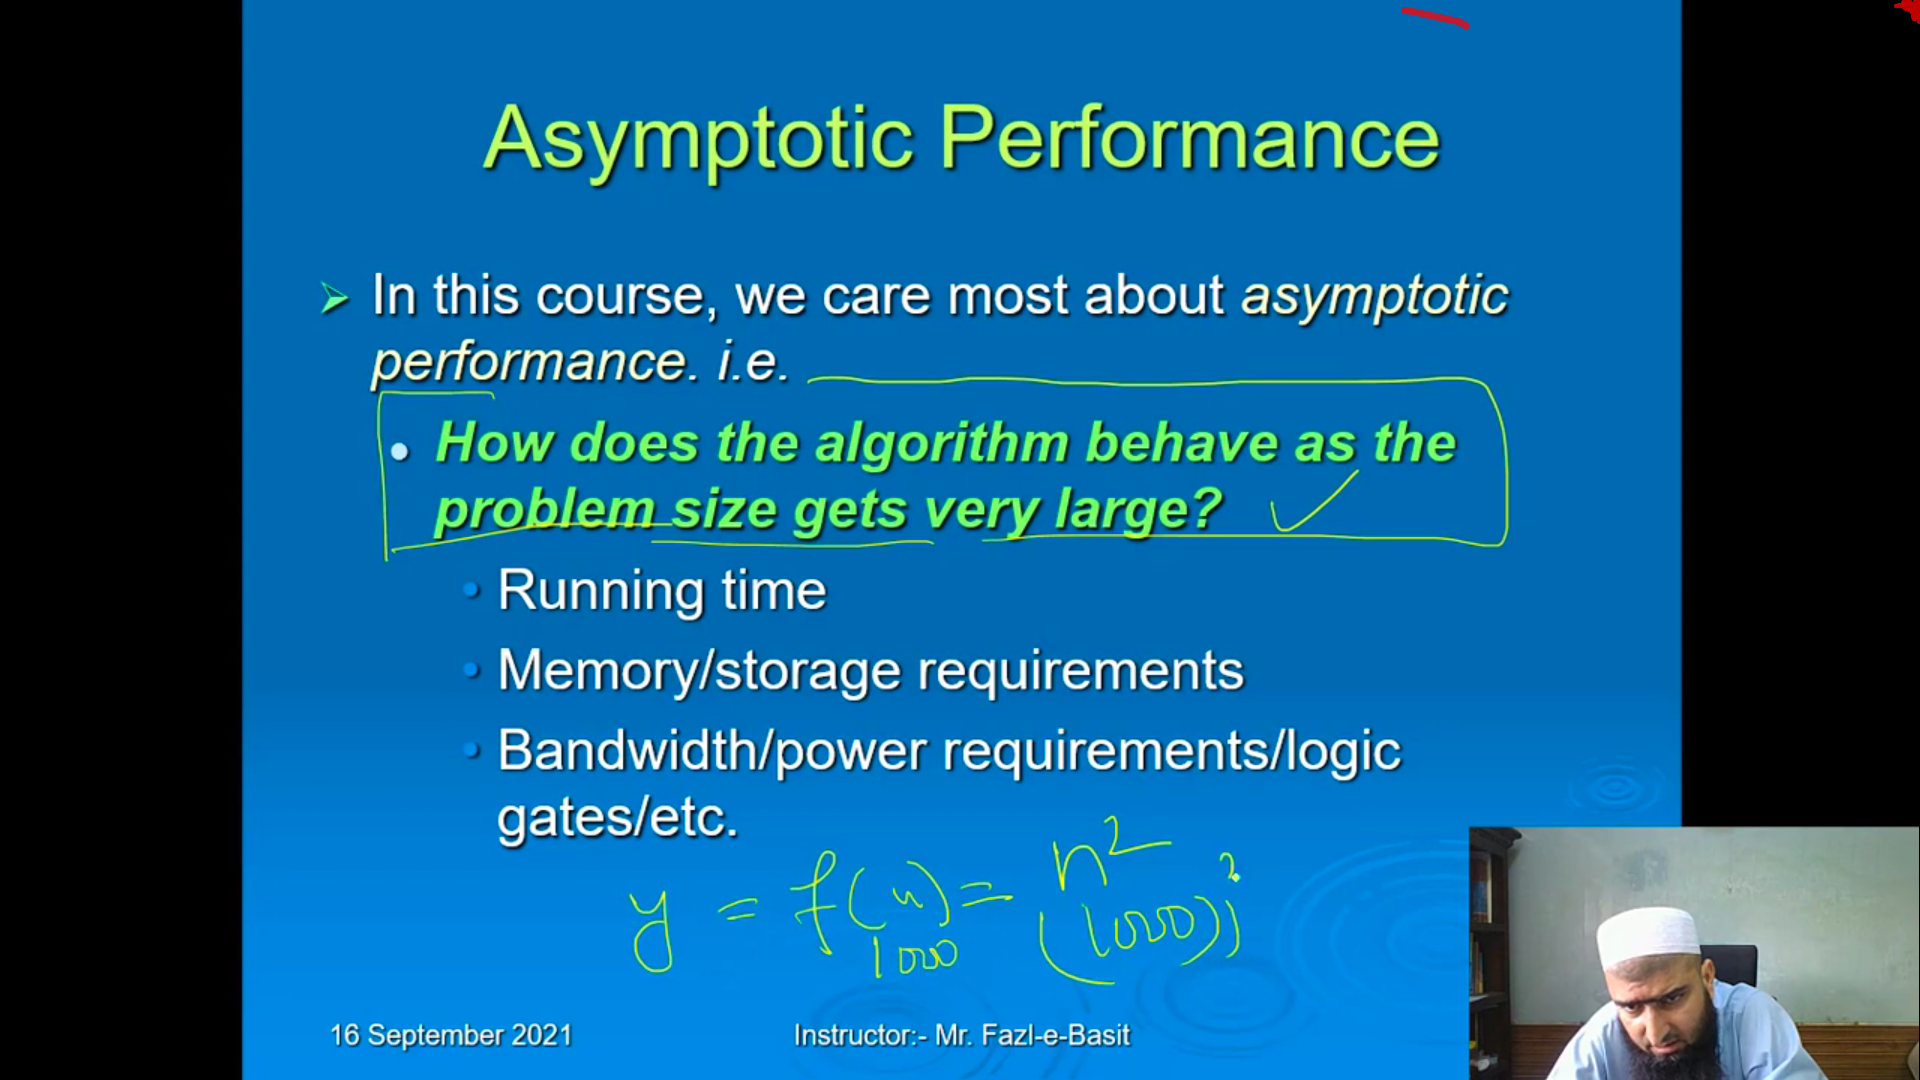 Asymptotic Performance
In this course, we care most about asymptotic
performance. i.e.
How does the algorithm behave as the
problem size gets very large?
Running time
Memory/storage requirements
Bandwidth/power requirements/logic
gates/etc.
y = f(n) = n²
1000 (1000))²
16 September 2021
Instructor:- Mr. Fazl-e-Basit